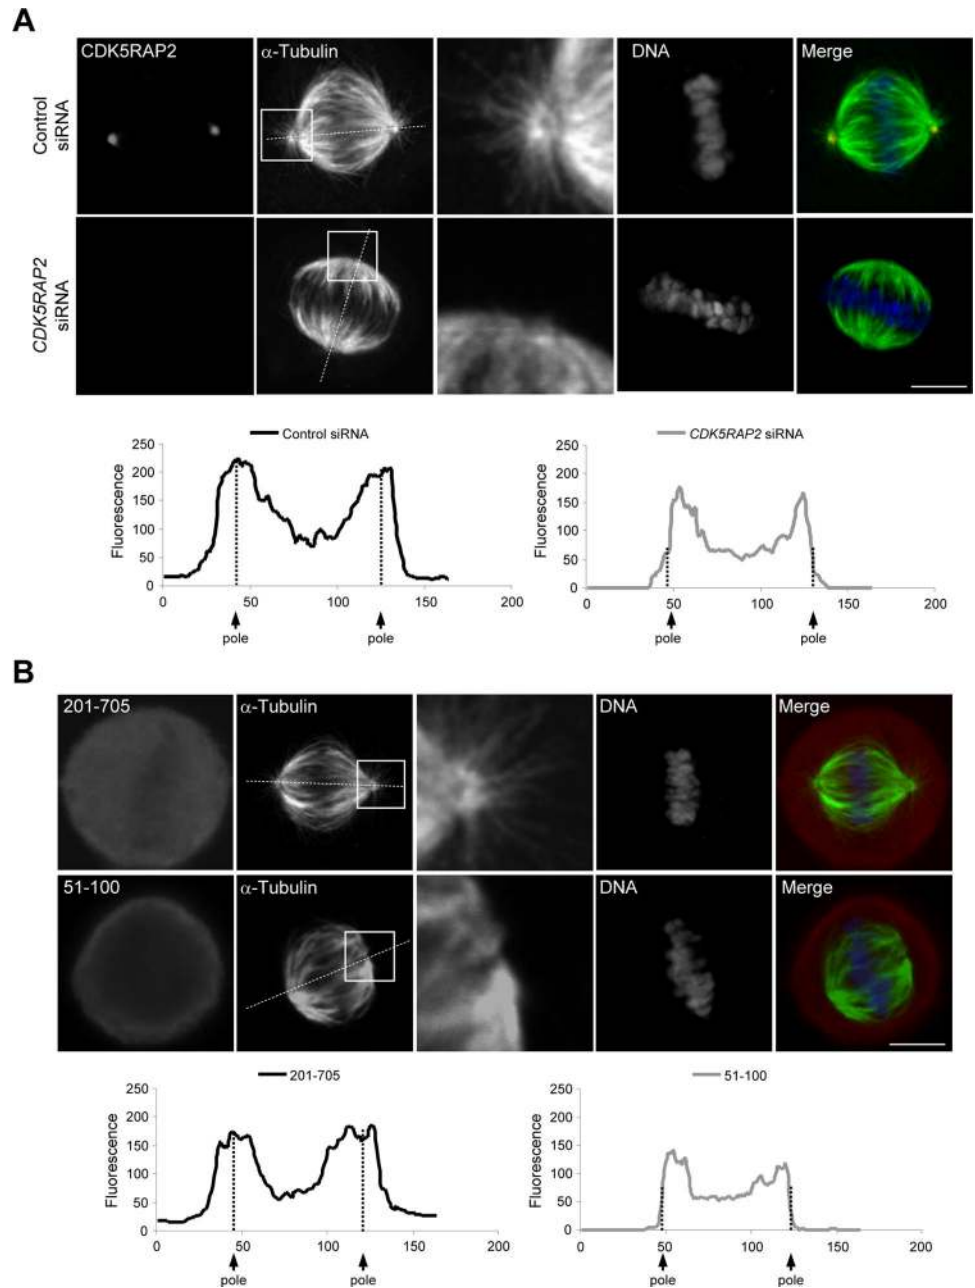 A
CDK5RAP2 α-Tubulin DNA Merge
Control siRNA
CDK5RAP2 siRNA
Control siRNA
CDK5RAP2 siRNA
Fluorescence
250
200
150
100
50
0
0 50 100 150 200
pole pole
Fluorescence
250
200
150
100
50
0
0 50 100 150 200
pole pole
B
201-705 α-Tubulin DNA Merge
51-100 α-Tubulin DNA Merge
201-705
51-100
Fluorescence
250
200
150
100
50
0
0 50 100 150 200
pole pole
Fluorescence
250
200
150
100
50
0
0 50 100 150 200
pole pole